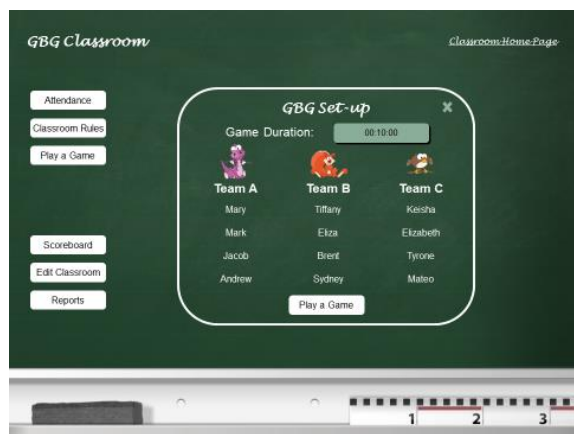 GBG Classroom
Classroom Home Page
Attendance
Classroom Rules
Play a Game
Scoreboard
Edit Classroom
Reports
GBG Set-up
X
Game Duration: 00:10:00
Team A Team B Team C
Mary Tiffany Keisha
Mark Eliza Elizabeth
Jacob Brent Tyrone
Andrew Sydney Mateo
Play a Game
1 2 3